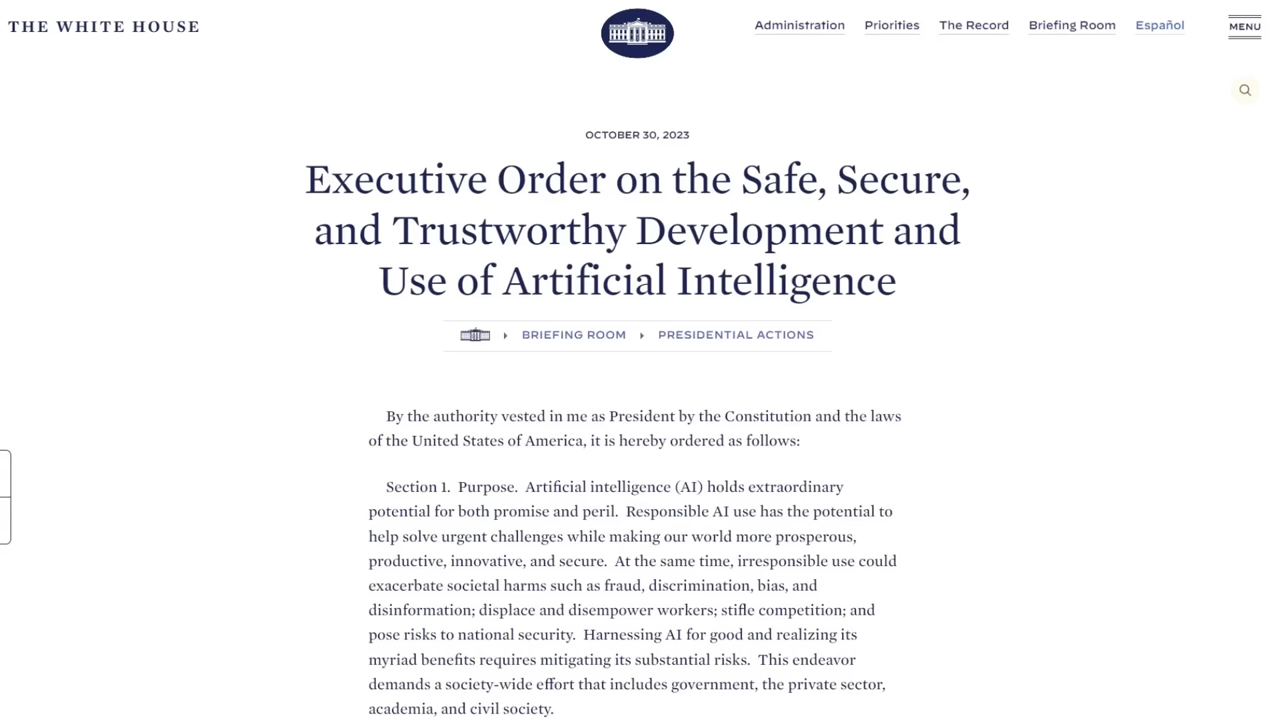 THE WHITE HOUSE
Administration Priorities The Record Briefing Room Español MENU
OCTOBER 30, 2023
Executive Order on the Safe, Secure,
and Trustworthy Development and
Use of Artificial Intelligence
BRIEFING ROOM PRESIDENTIAL ACTIONS
By the authority vested in me as President by the Constitution and the laws
of the United States of America, it is hereby ordered as follows:
Section 1. Purpose. Artificial intelligence (AI) holds extraordinary
potential for both promise and peril. Responsible AI use has the potential to
help solve urgent challenges while making our world more prosperous,
productive, innovative, and secure. At the same time, irresponsible use could
exacerbate societal harms such as fraud, discrimination, bias, and
disinformation; displace and disempower workers; stifle competition; and
pose risks to national security. Harnessing AI for good and realizing its
myriad benefits requires mitigating its substantial risks. This endeavor
demands a society-wide effort that includes government, the private sector,
academia, and civil society.